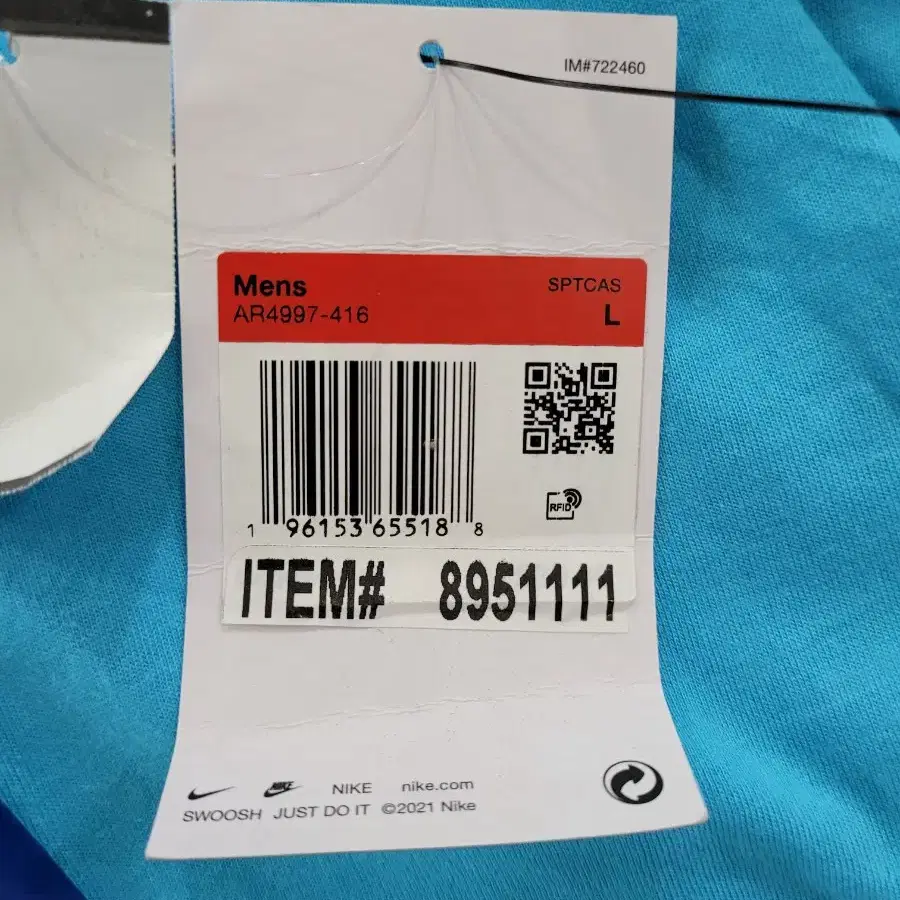 IM#722460
Mens
SPTCAS
AR4997-416
L
RFID
1 96153 65518 8
ITEM# 8951111
NIKE nike.com
SWOOSH JUST DO IT ©2021 Nike